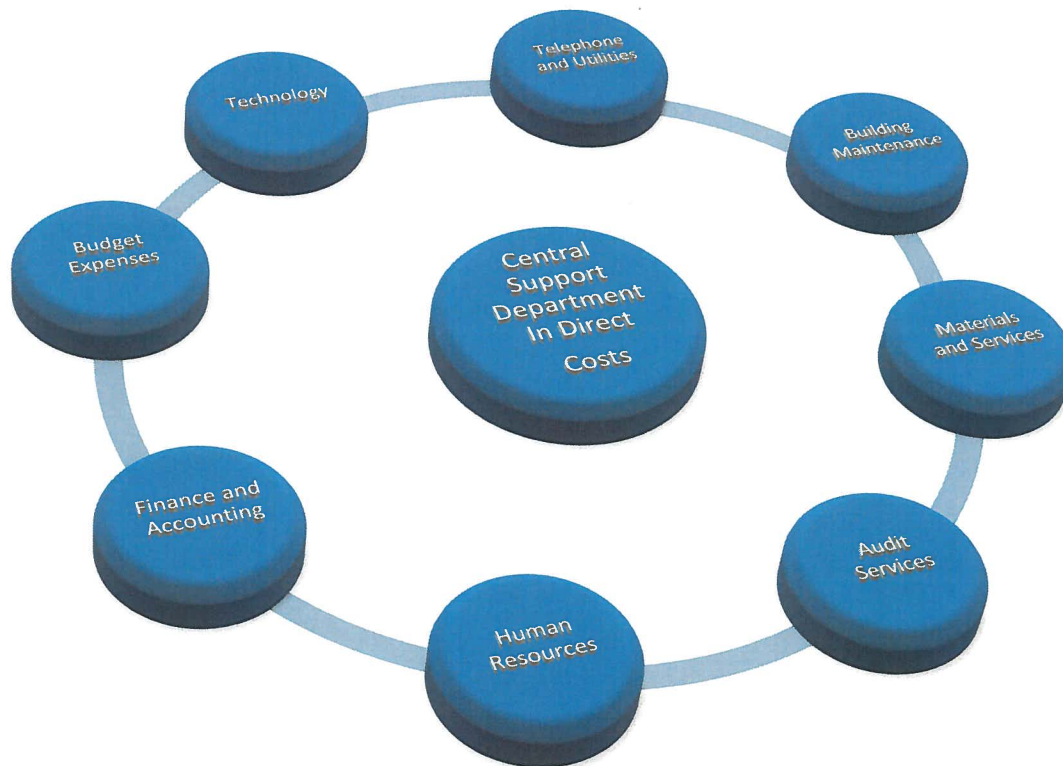 Telephone
and Utilities
Technology
Building
Maintenance
Budget
Expenses
Central
Support
Department
In Direct
Costs
Materials
and Services
Finance and
Accounting
Audit
Services
Human
Resources